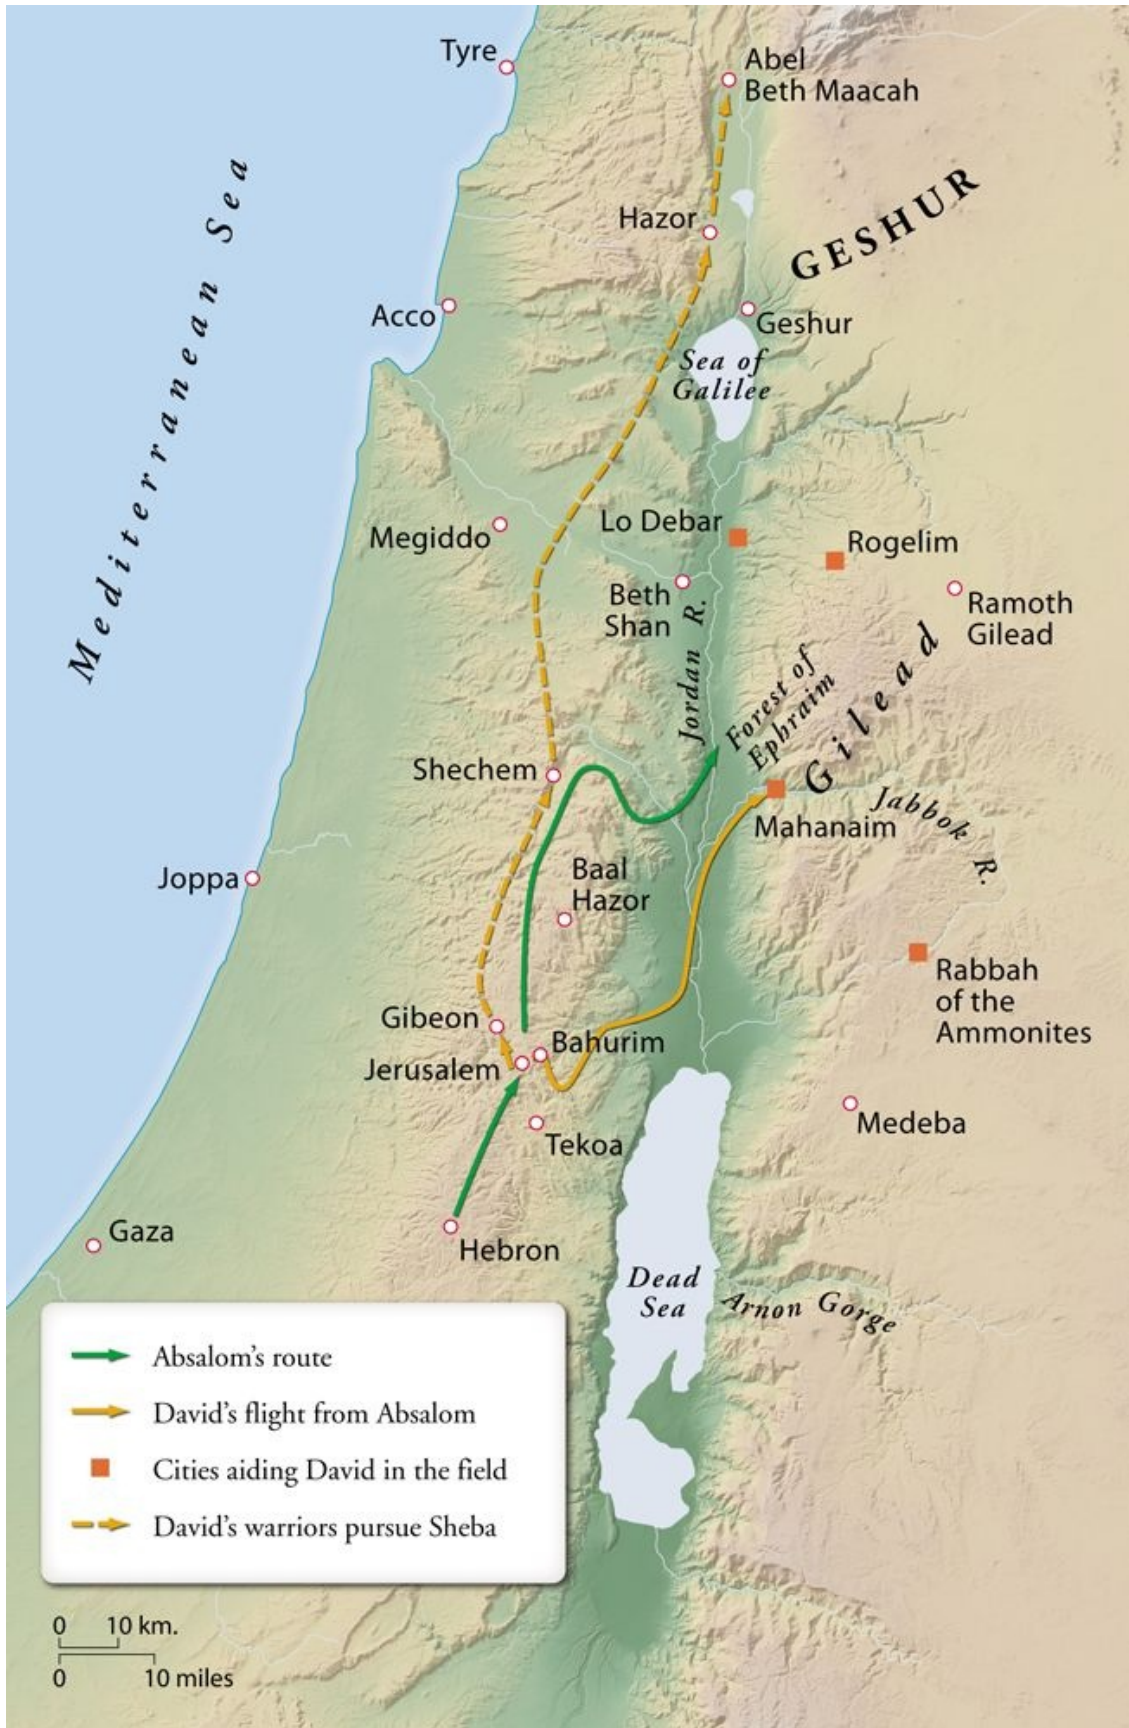 Tyre
Abel
Beth Maacah
Mediterranean Sea
Hazor
GESHUR
Acco
Geshur
Sea of
Galilee
Megiddo
Lo Debar
Rogelim
Beth
Shan
Jordan R.
Ramoth
Gilead
Forest of
Ephraim
Gilead
Shechem
Mahanaim
Jabbok R.
Joppa
Baal
Hazor
Rabbah
of the
Ammonites
Gibeon
Bahurim
Jerusalem
Medeba
Tekoa
Gaza
Hebron
Dead
Sea
Arnon Gorge
Absalom’s route
David’s flight from Absalom
Cities aiding David in the field
David’s warriors pursue Sheba
0 10 km.
0 10 miles